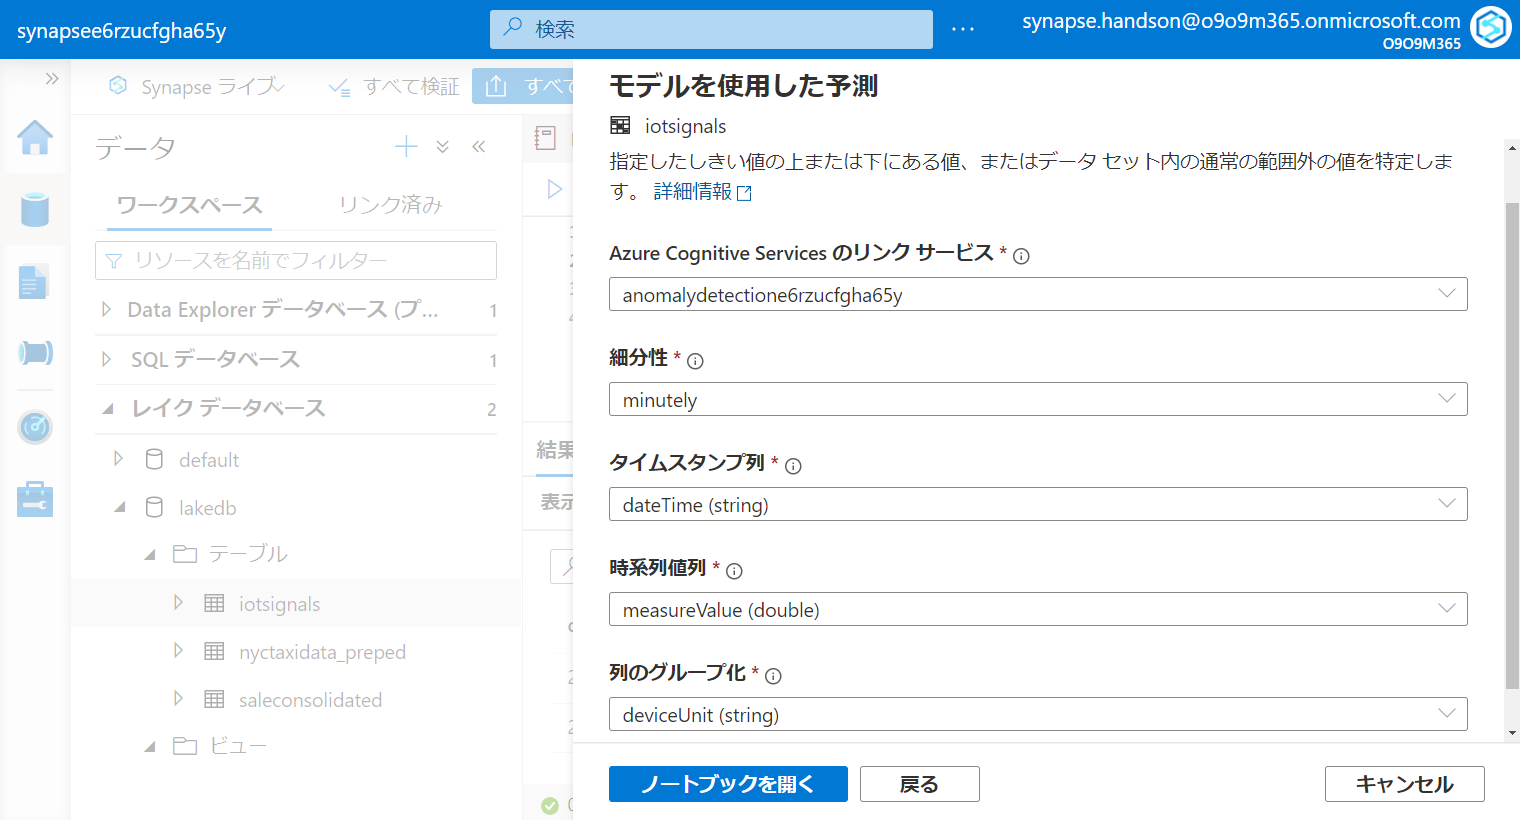 synapsee6rzucfgha65y
検索
synapse.handson@o9o9m365.onmicrosoft.com
O9O9M365
Synapse ライブ
すべて検証
すべて
データ
ワークスペース
リンク済み
リソースを名前でフィルター
Data Explorer データベース (プ... 1
SQL データベース 1
レイク データベース 2
default
lakedb
テーブル
iotsignals
nyctaxidata_preped
saleconsolidated
ビュー
結果
表示
モデルを使用した予測
iotsignals
指定したしきい値の上または下にある値、またはデータ セット内の通常の範囲外の値を特定しま
す。 詳細情報
Azure Cognitive Services のリンク サービス *
anomalydetectione6rzucfgha65y
細分性 *
minutely
タイムスタンプ列 *
dateTime (string)
時系列値列 *
measureValue (double)
列のグループ化 *
deviceUnit (string)
ノートブックを開く
戻る
キャンセル